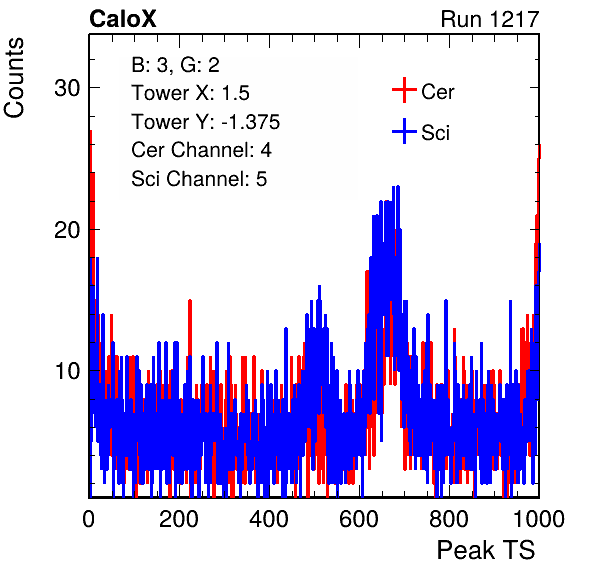 CaloX Run 1217
Counts
B: 3, G: 2
Tower X: 1.5
Tower Y: -1.375
Cer Channel: 4
Sci Channel: 5
Cer
Sci
30
20
10
0 200 400 600 800 1000
Peak TS